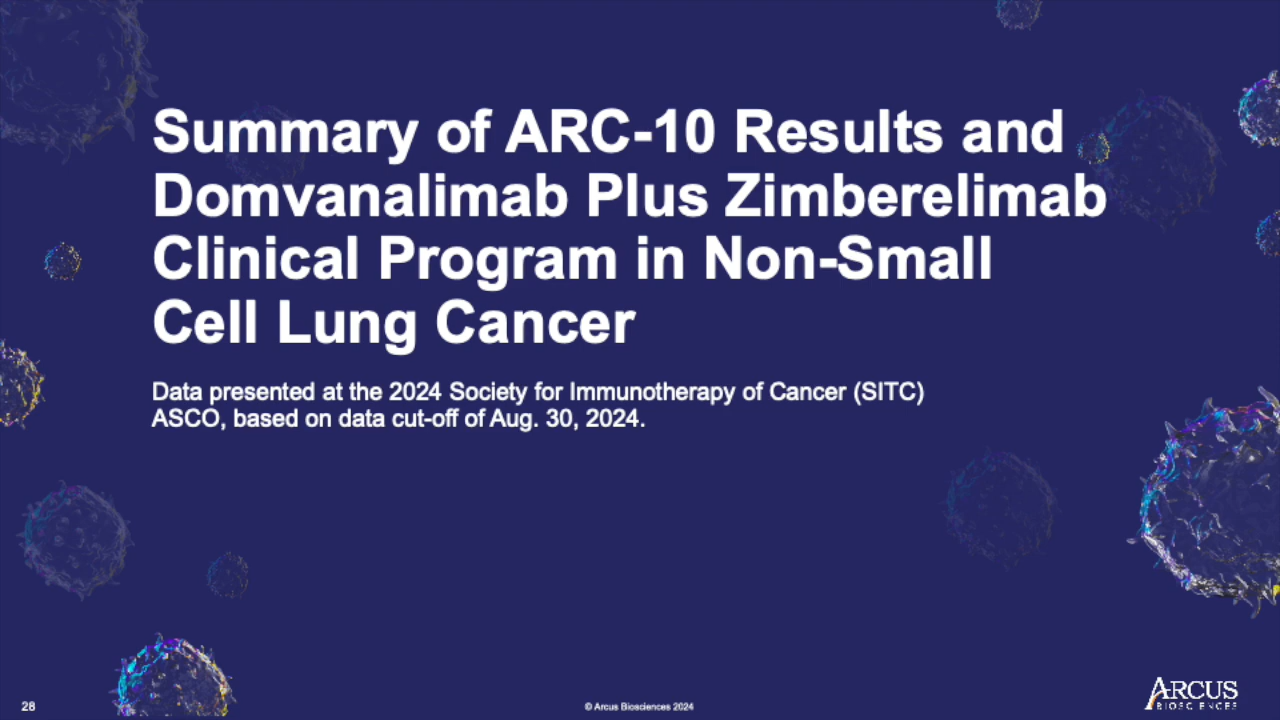 Summary of ARC-10 Results and
Domvanalimab Plus Zimberelimab
Clinical Program in Non-Small
Cell Lung Cancer
Data presented at the 2024 Society for Immunotherapy of Cancer (SITC)
ASCO, based on data cut-off of Aug. 30, 2024.
28
© Arcus Biosciences 2024
ARCUS
BIOSCIENCES